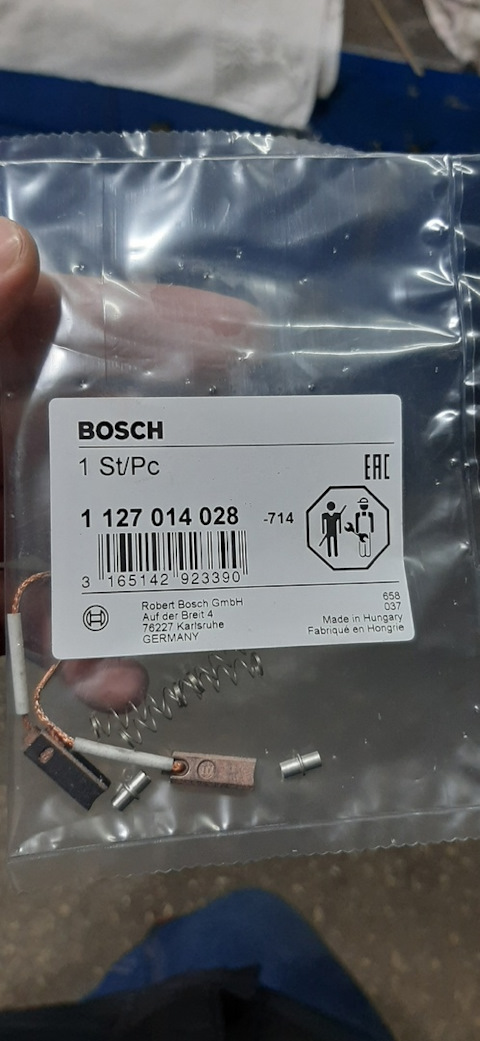 BOSCH
1 St/Pc
EAC
1 127 014 028 -714
3 165142 923390
Robert Bosch GmbH
Auf der Breit 4
76227 Karlsruhe
GERMANY
658
037
Made in Hungary
Fabriqué en Hongrie